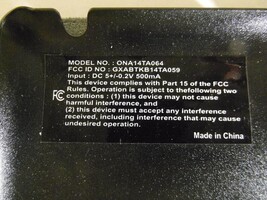 MODEL NO. : ONA14TA064
FCC ID NO : GXABTKB14TA059
Input : DC 5+/-0.2V 500mA
This device complies with Part 15 of the FCC
Rules. Operation is subject to thefollowing two
conditions : (1) this device may not cause
harmful interference, and
(2) this device must accept any interference
received, including interference that may cause
undesired operation.
FC
Made in China